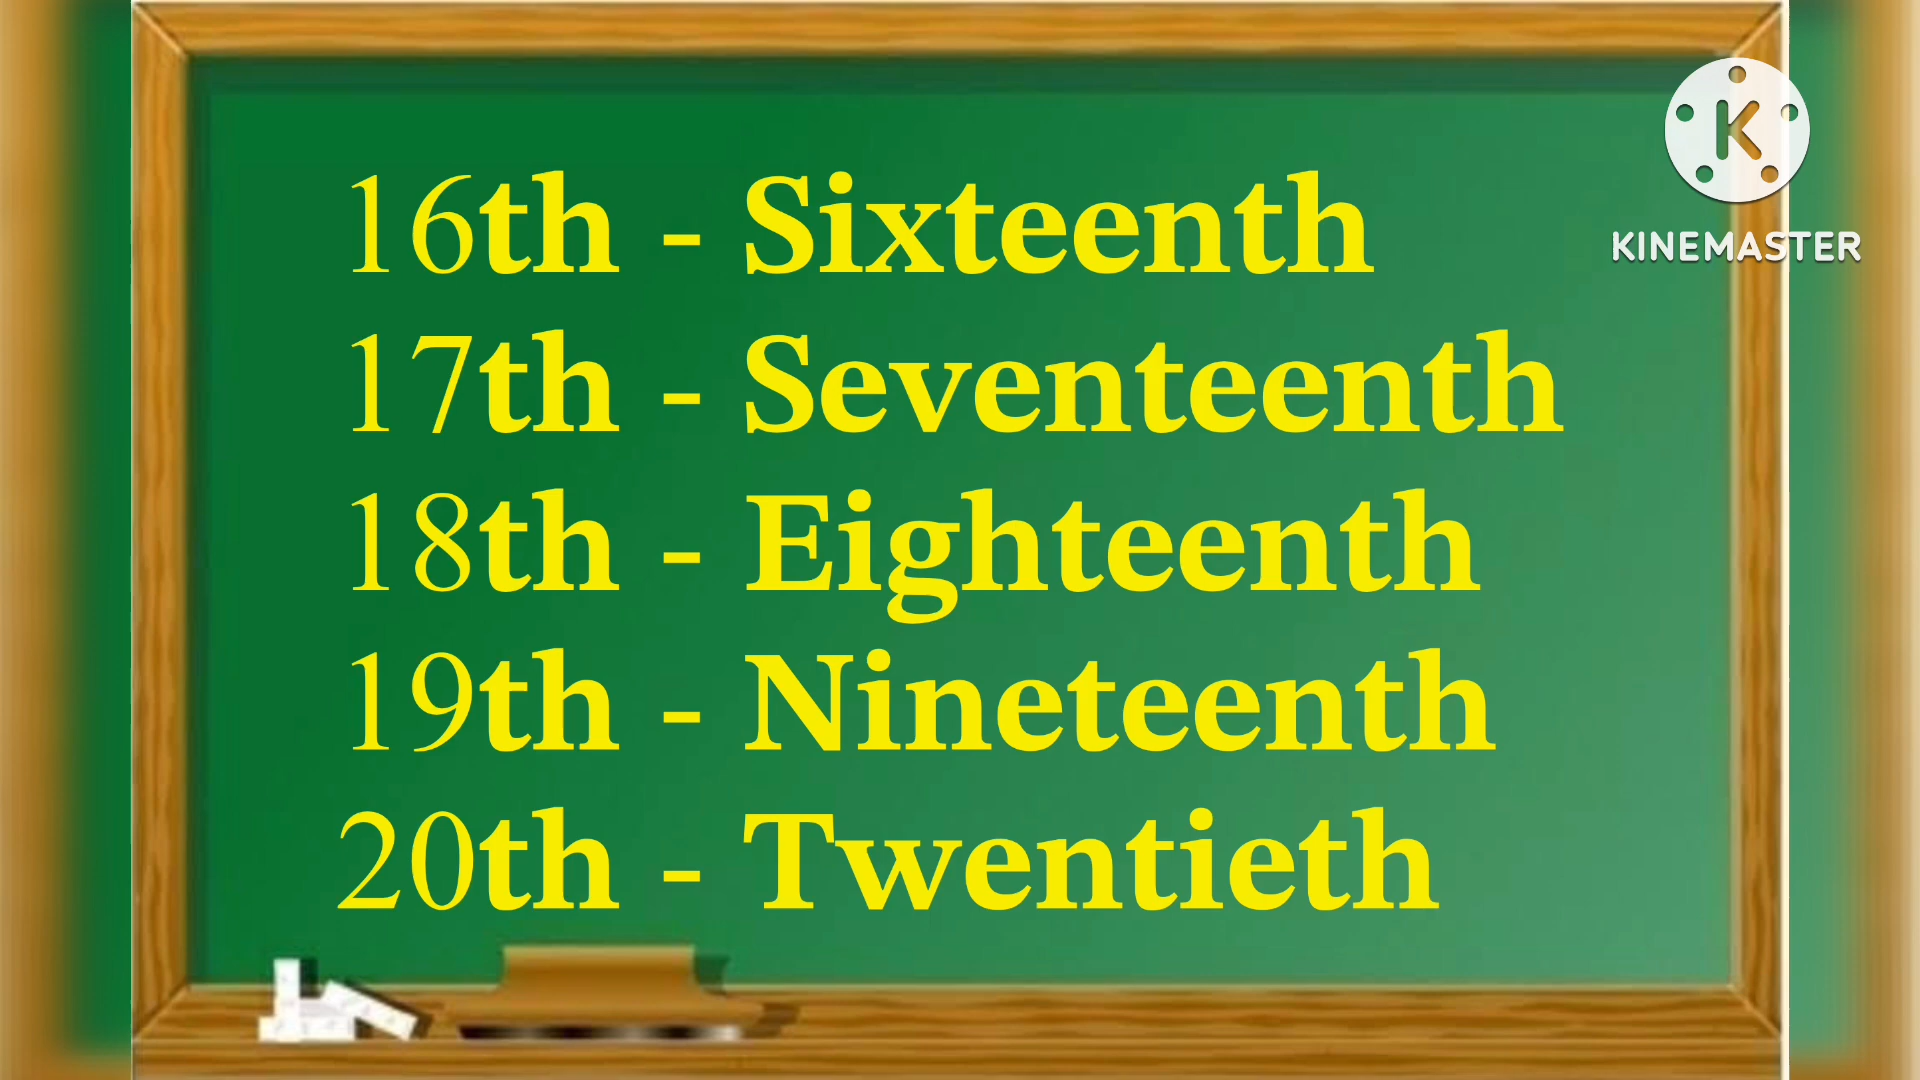 16th - Sixteenth
17th - Seventeenth
18th - Eighteenth
19th - Nineteenth
20th - Twentieth
K
KINEMASTER